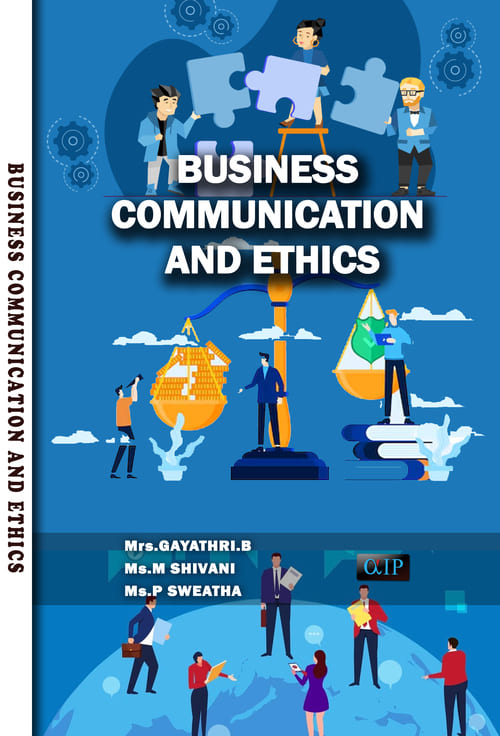 BUSINESS COMMUNICATION AND ETHICS
BUSINESS
COMMUNICATION
AND ETHICS
Mrs.GAYATHRI.B
Ms.M SHIVANI
Ms.P SWEATHA
αIP